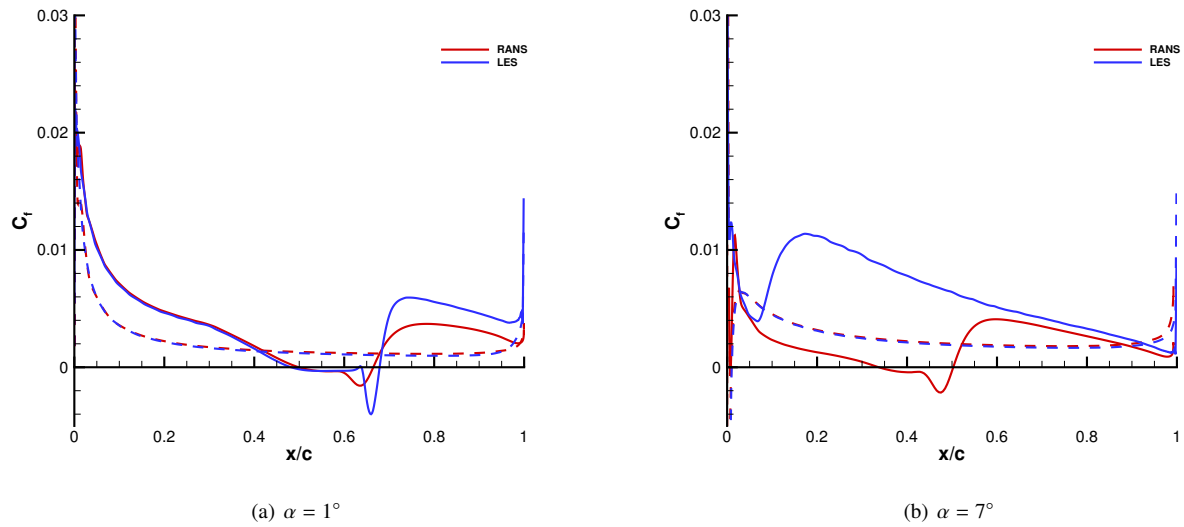 0.03
0.02
0.01
0
C_f
0 0.2 0.4 0.6 0.8 1
x/c
RANS
LES
(a) α = 1°
0.03
0.02
0.01
0
C_f
0 0.2 0.4 0.6 0.8 1
x/c
RANS
LES
(b) α = 7°